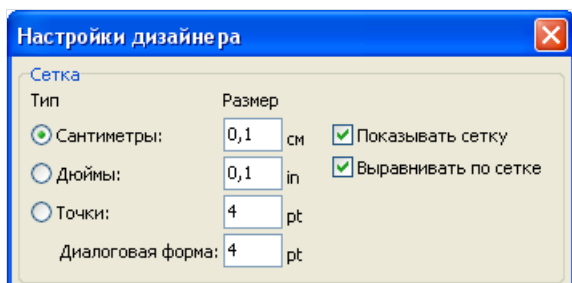 Настройки дизайнера
Сетка
Тип Размер
Сантиметры: 0,1 см Показывать сетку
Дюймы: 0,1 in Выравнивать по сетке
Точки: 4 pt
Диалоговая форма: 4 pt